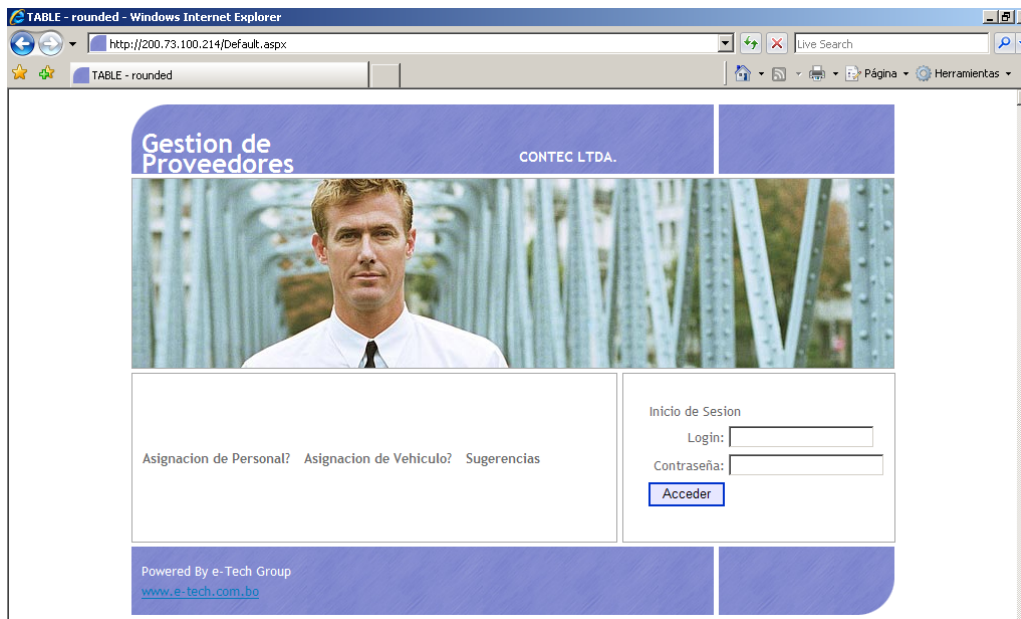 TABLE - rounded - Windows Internet Explorer
http://200.73.100.214/Default.aspx
Live Search
TABLE - rounded
Página
Herramientas
Gestion de
Proveedores
CONTEC LTDA.
Inicio de Sesion
Login:
Contraseña:
Acceder
Asignacion de Personal? Asignacion de Vehiculo? Sugerencias
Powered By e-Tech Group
www.e-tech.com.bo